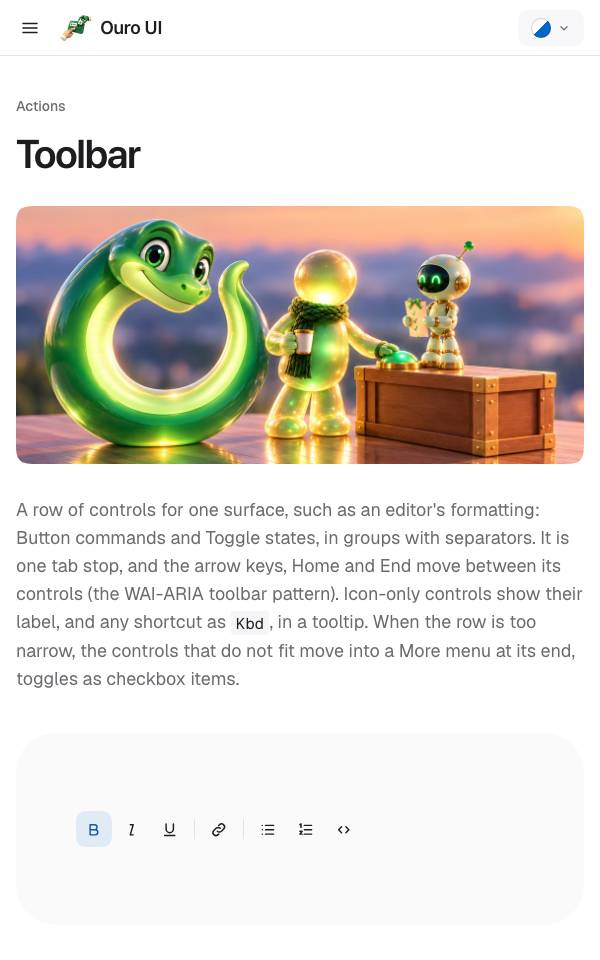 Ouro UI
Actions
Toolbar
A row of controls for one surface, such as an editor's formatting:
Button commands and Toggle states, in groups with separators. It is
one tab stop, and the arrow keys, Home and End move between its
controls (the WAI-ARIA toolbar pattern). Icon-only controls show their
label, and any shortcut as Kbd, in a tooltip. When the row is too
narrow, the controls that do not fit move into a More menu at its end,
toggles as checkbox items.
B I U